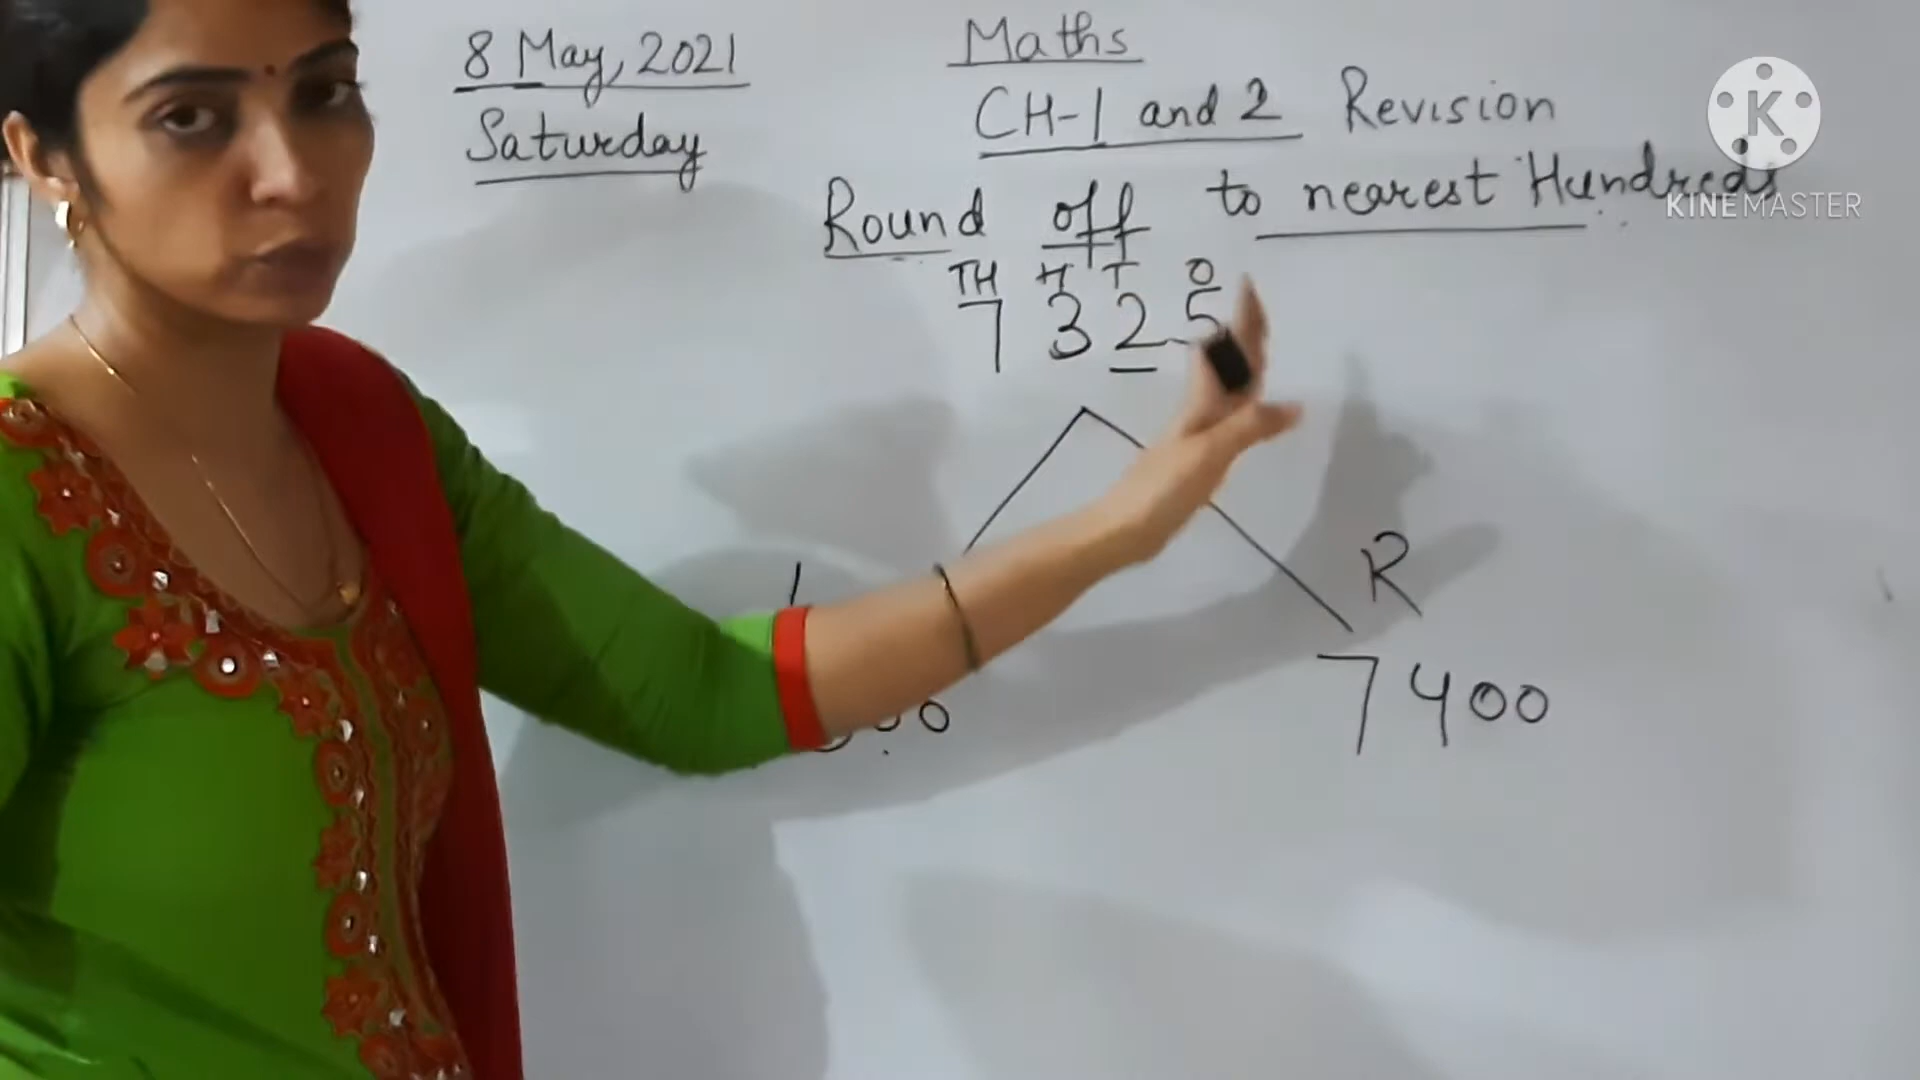 8 May, 2021
Saturday
Maths
CH-1 and 2 Revision
Round off to nearest Hundreds
TH H T O
7 3 2 5
R
00
7400
K
KINEMASTER